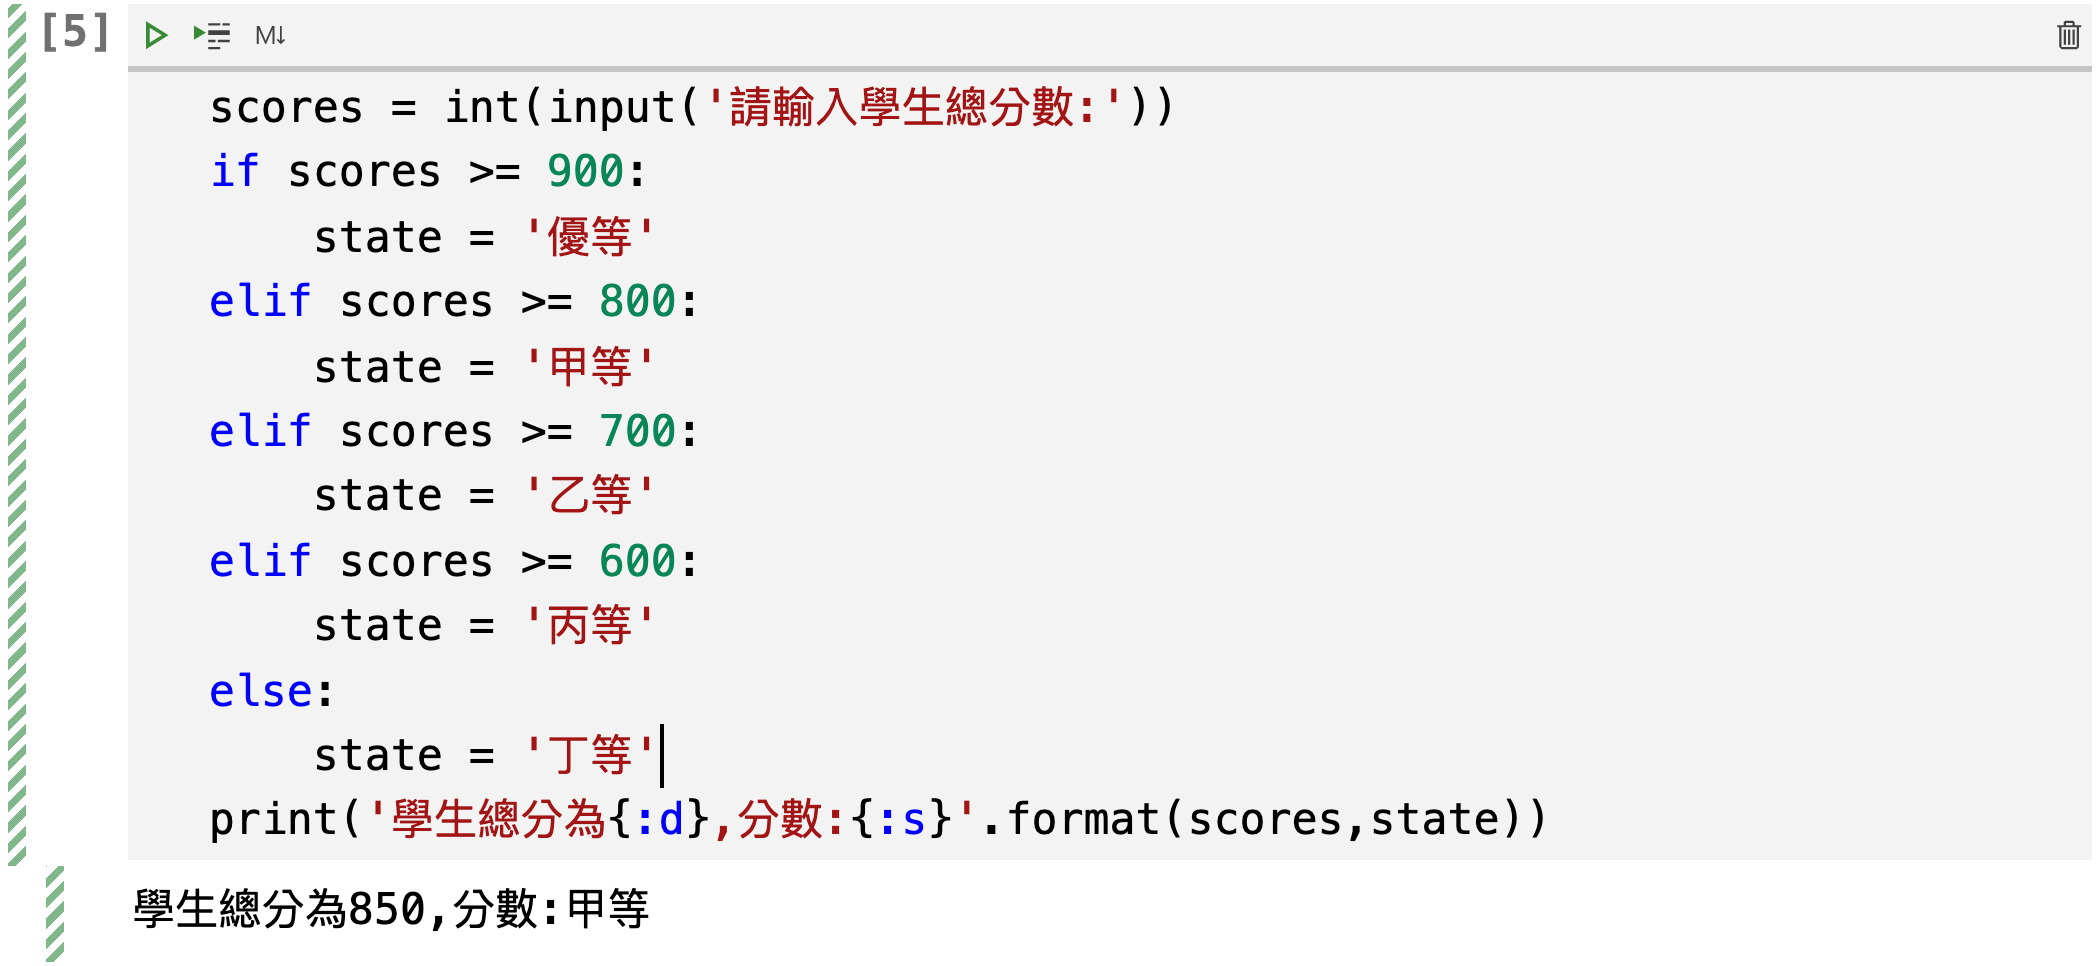 [5] M↓
scores = int(input('請輸入學生總分數:'))
if scores >= 900:
    state = '優等'
elif scores >= 800:
    state = '甲等'
elif scores >= 700:
    state = '乙等'
elif scores >= 600:
    state = '丙等'
else:
    state = '丁等'
print('學生總分為{:d},分數:{:s}'.format(scores,state))
學生總分為850,分數:甲等